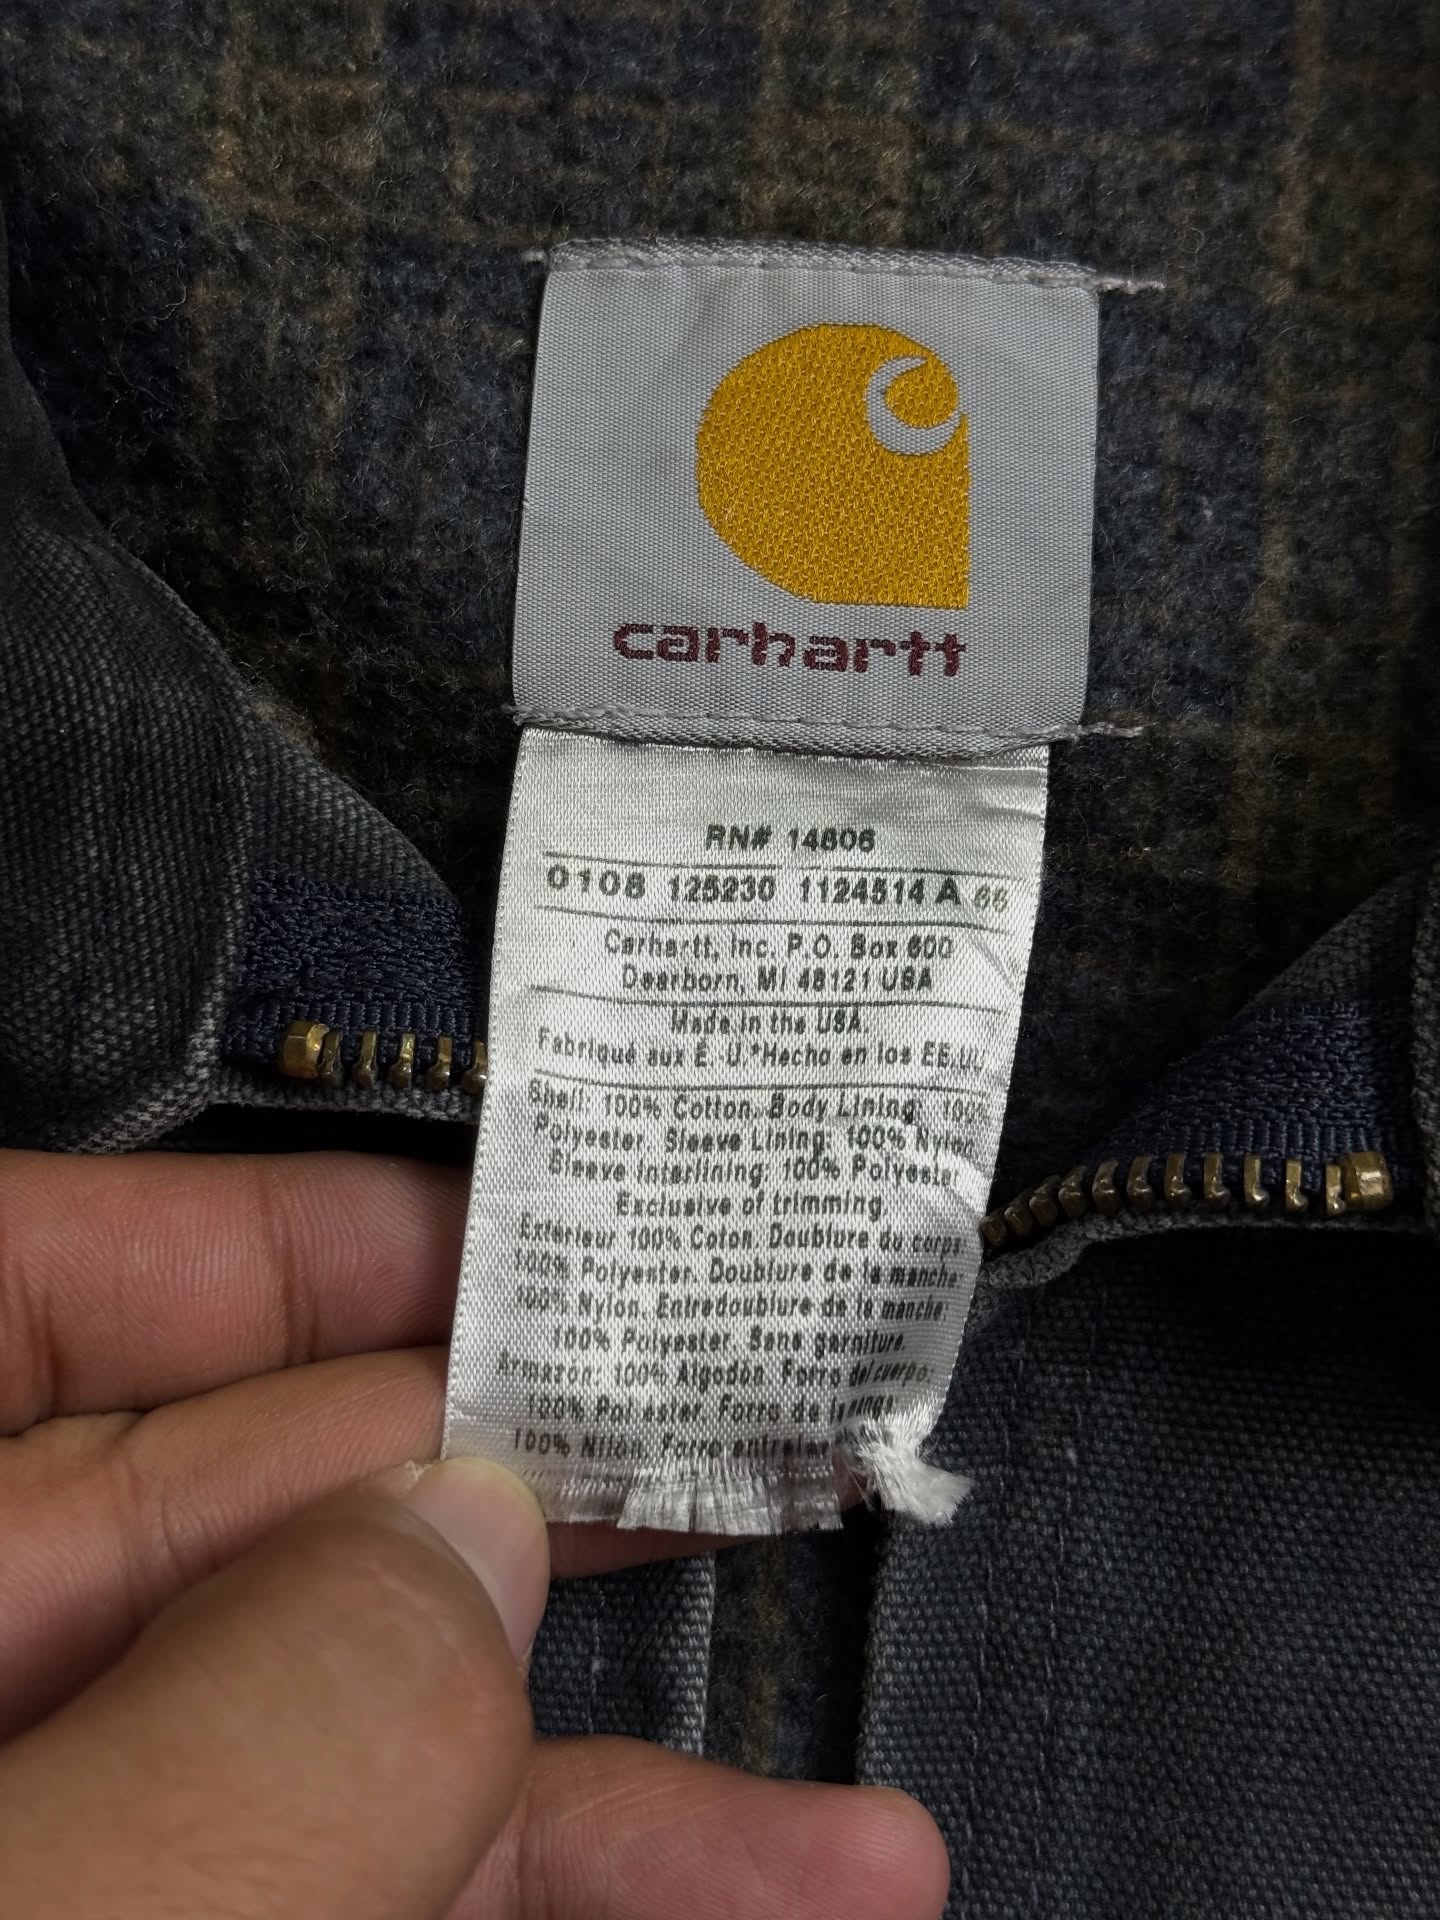 carhartt
RN# 14806
0108 125230 1124514 A 66
Carhartt, Inc. P.O. Box 600
Dearborn, MI 48121 USA
Made in the USA.
Fabriqué aux É.-U.*Hecho en los EE.UU
Shell: 100% Cotton. Body Lining: 100%
Polyester. Sleeve Lining: 100% Nylon.
Sleeve Interlining: 100% Polyester
Exclusive of trimming.
Extérieur 100% Coton. Doublure du corps:
100% Polyester. Doublure de la manche:
100% Nylon. Entredoublure de la manche:
100% Polyester. Sans garniture.
Armazon: 100% Algodón. Forro del cuerpo:
100% Poliester. Forro de la manga:
100% Nilón. Forro